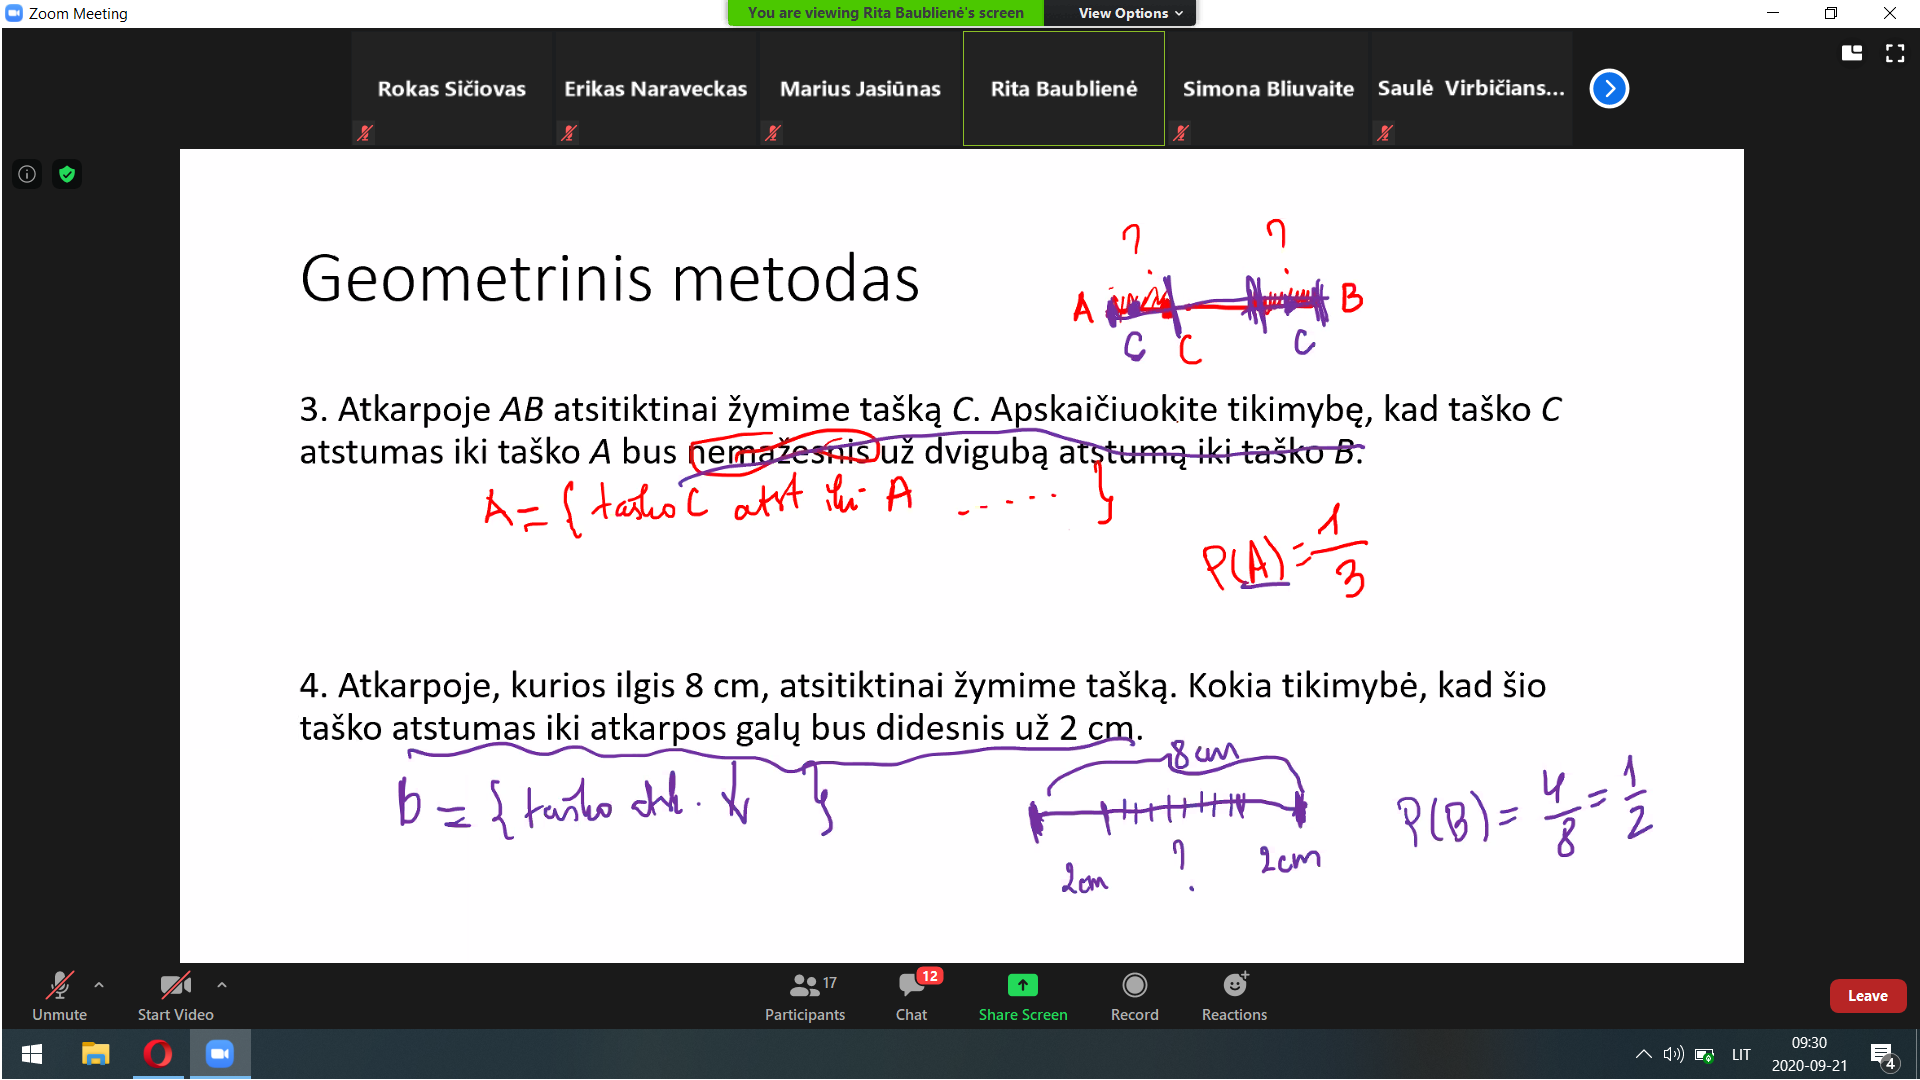 Zoom Meeting
You are viewing Rita Baublienė's screen
View Options
Rokas Sičiovas
Erikas Naraveckas
Marius Jasiūnas
Rita Baublienė
Simona Bliuvaite
Saulė Virbičians...
? ?
Geometrinis metodas
A B
C C C
3. Atkarpoje AB atsitiktinai žymime tašką C. Apskaičiuokite tikimybę, kad taško C
atstumas iki taško A bus nemažesnis už dvigubą atstumą iki taško B.
A = { taško C atst iki A ..... }
P(A) = 1/3
4. Atkarpoje, kurios ilgis 8 cm, atsitiktinai žymime tašką. Kokia tikimybė, kad šio
taško atstumas iki atkarpos galų bus didesnis už 2 cm.
8 cm
B = { taško }
P(B) = 4/8 = 1/2
2cm ? 2cm
Unmute
Start Video
17
Participants
12
Chat
Share Screen
Record
Reactions
Leave
LIT
09:30
2020-09-21
4